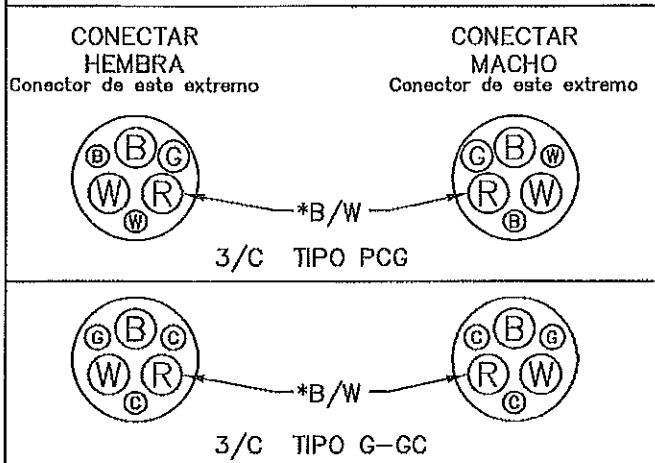 CONECTAR
HEMBRA
Conector de este extremo
CONECTAR
MACHO
Conector de este extremo
B B G
W R
W
G B W
R W
B
*B/W
3/C TIPO PCG
G B C
W R
C
C B G
R W
C
*B/W
3/C TIPO G-GC